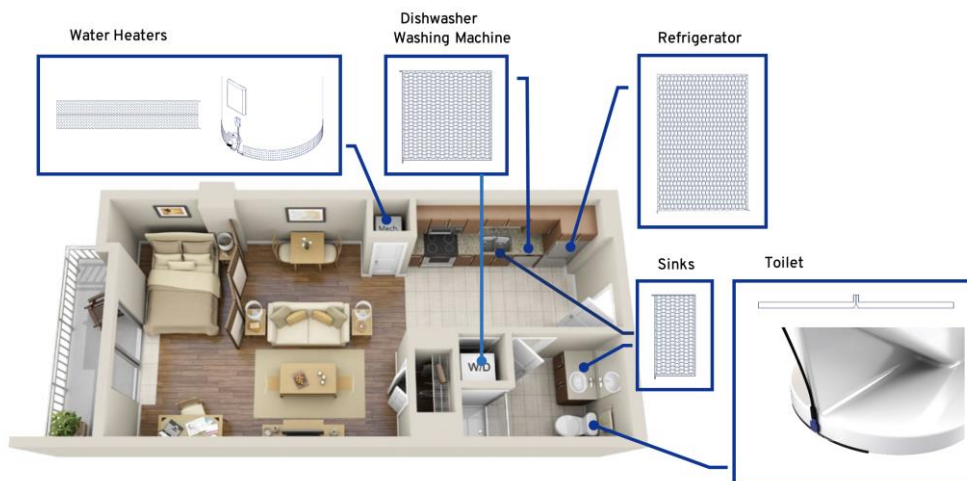 Dishwasher
Water Heaters
Washing Machine
Refrigerator
Mech.
Sinks
Toilet
W/D